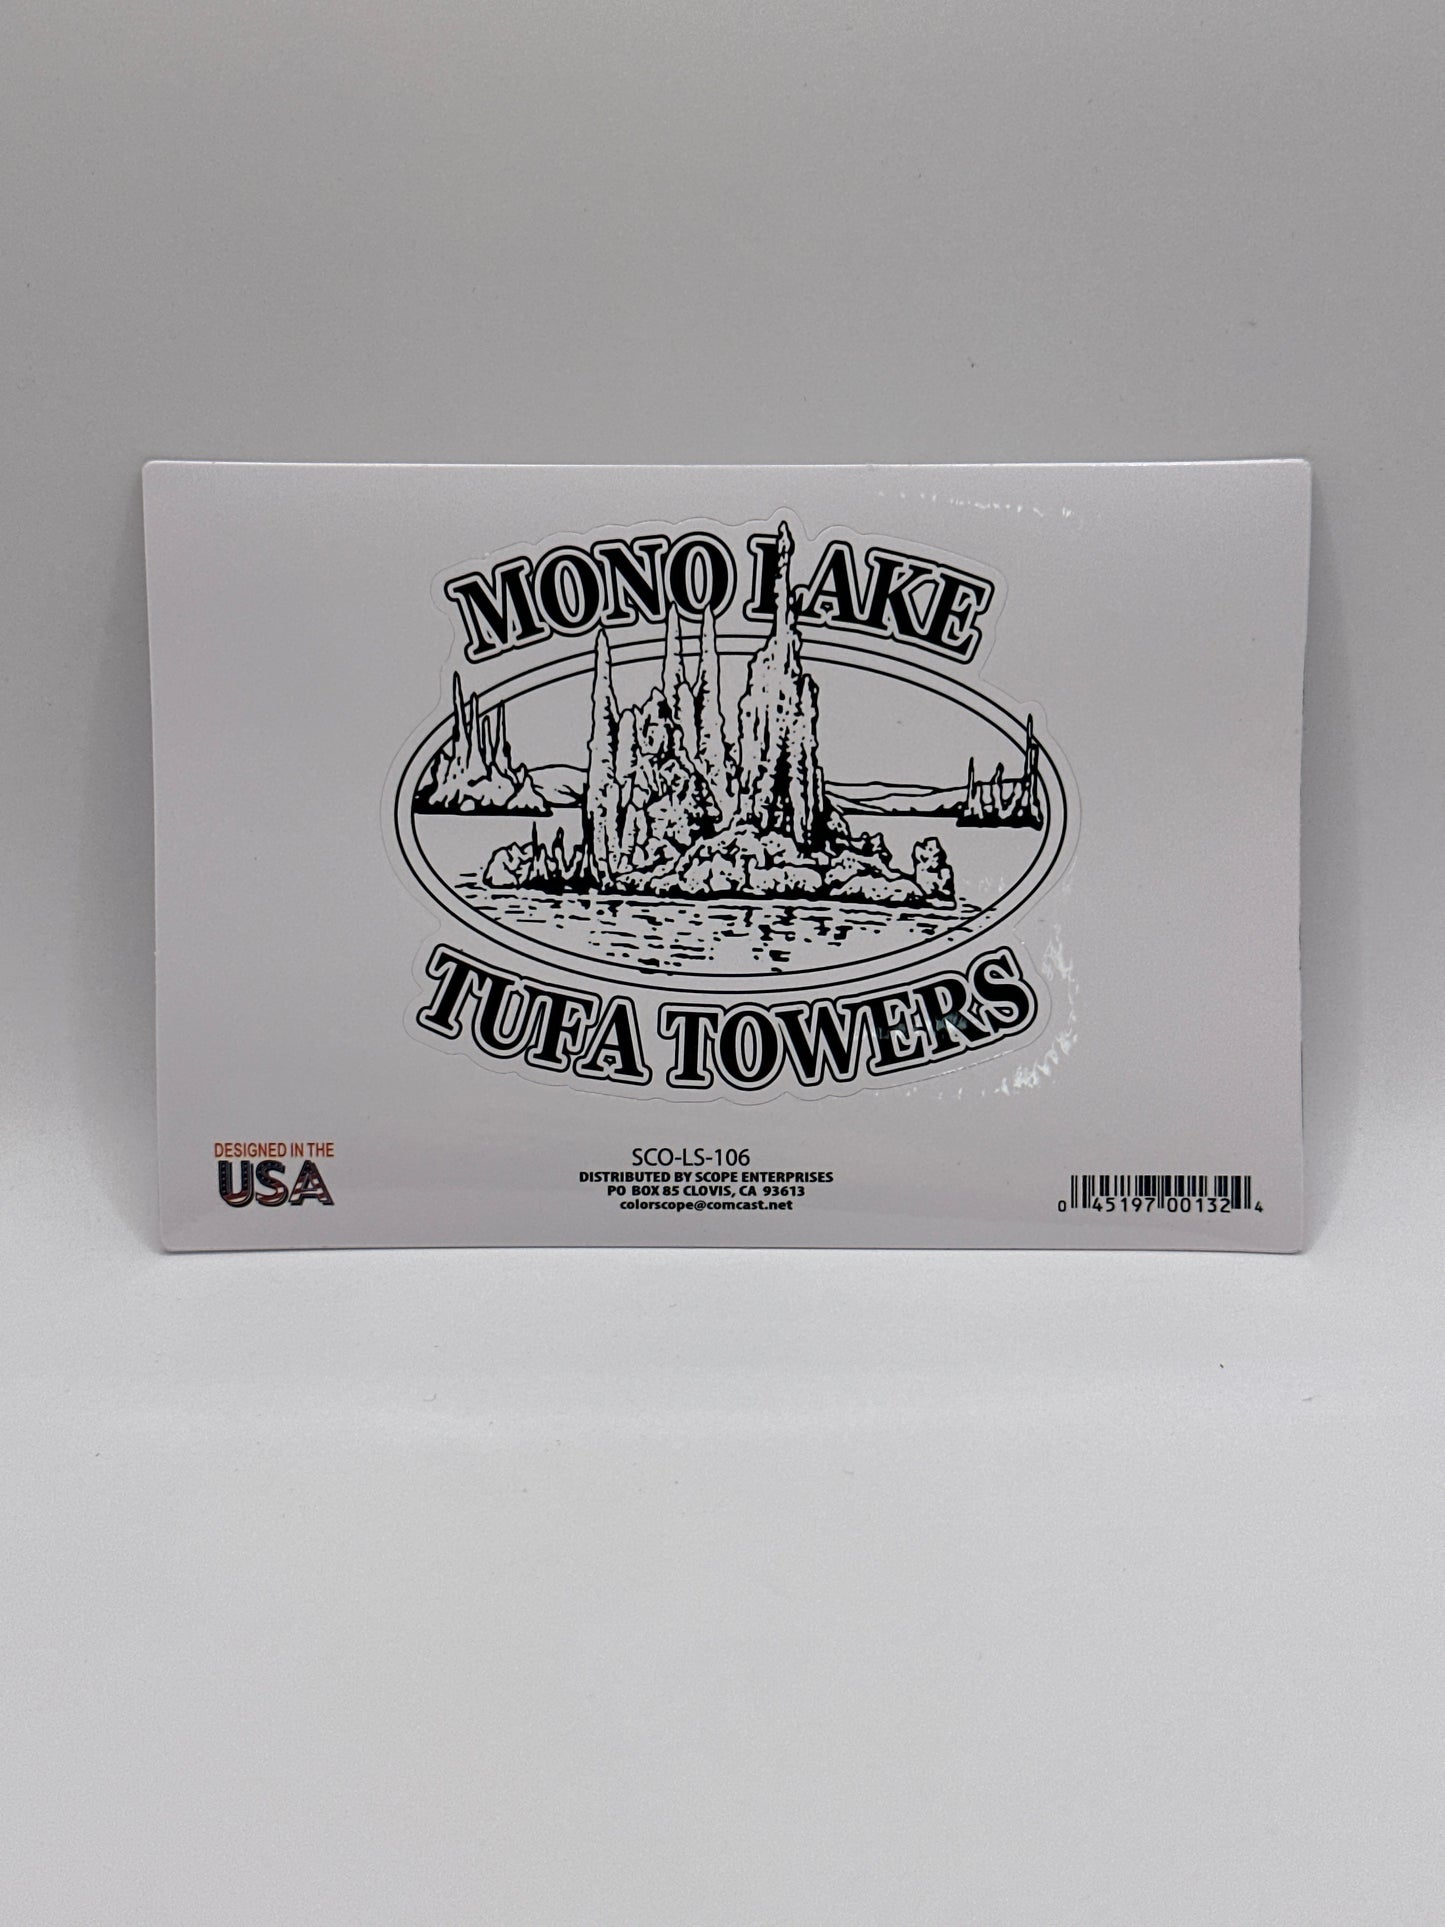 MONO LAKE
TUFA TOWERS
DESIGNED IN THE
USA
SCO-LS-106
DISTRIBUTED BY SCOPE ENTERPRISES
PO BOX 85 CLOVIS, CA 93613
colorscope@comcast.net
0 45197 00132 4